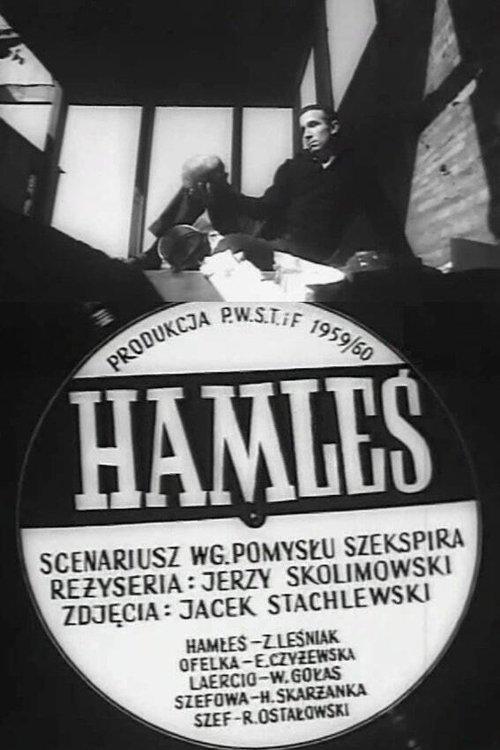 PRODUKCJA P.W.S.T.iF 1959/60
HAMLEŚ
SCENARIUSZ WG. POMYSŁU SZEKSPIRA
REŻYSERIA: JERZY SKOLIMOWSKI
ZDJĘCIA: JACEK STACHLEWSKI
HAMLEŚ - Z. LEŚNIAK
OFELKA - E. CZYŻEWSKA
LAERCIO - W. GOŁAS
SZEFOWA - H. SKARŻANKA
SZEF - R. OSTAŁOWSKI